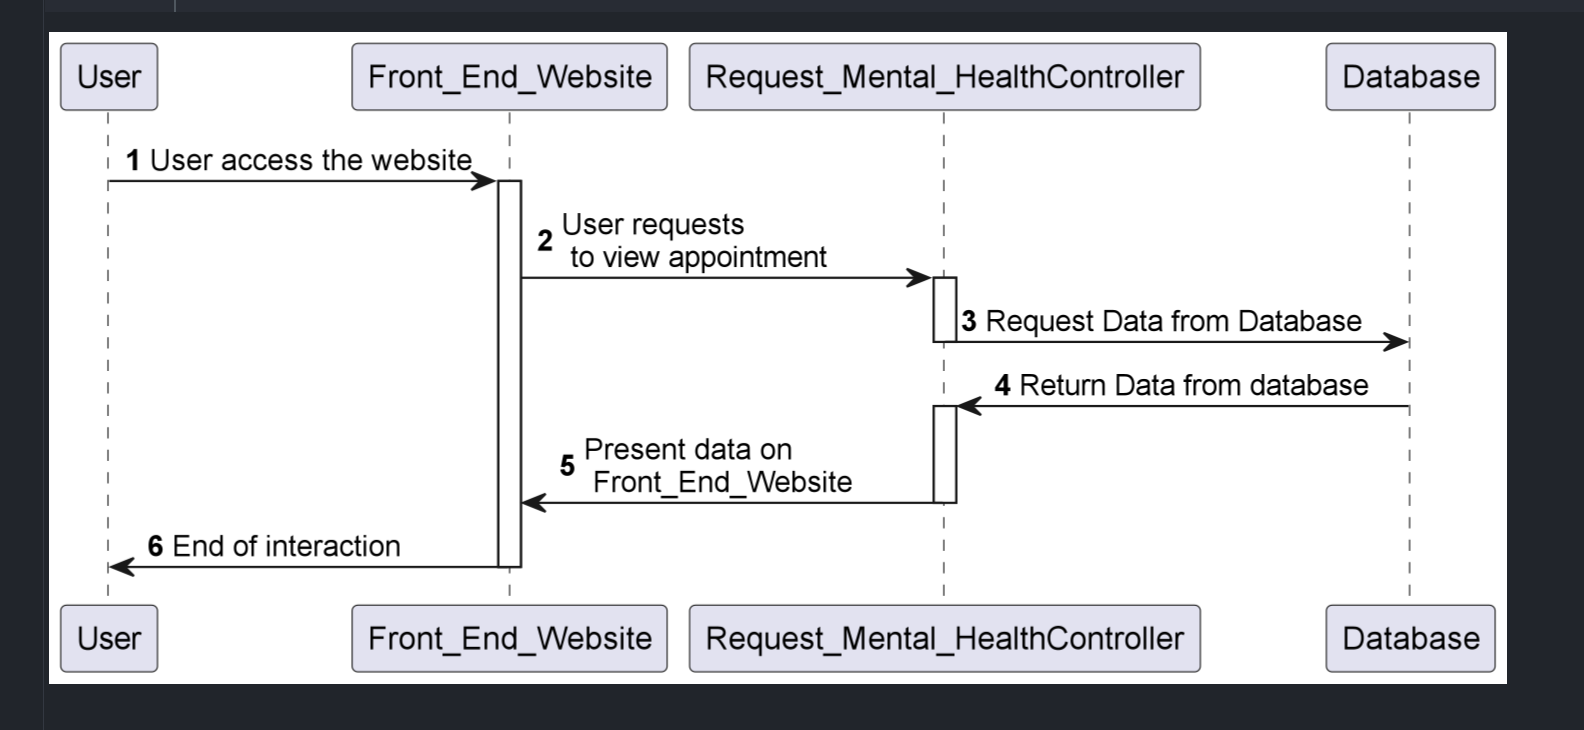 User
Front_End_Website
Request_Mental_HealthController
Database
1 User access the website
2 User requests
to view appointment
3 Request Data from Database
4 Return Data from database
5 Present data on
Front_End_Website
6 End of interaction
User
Front_End_Website
Request_Mental_HealthController
Database